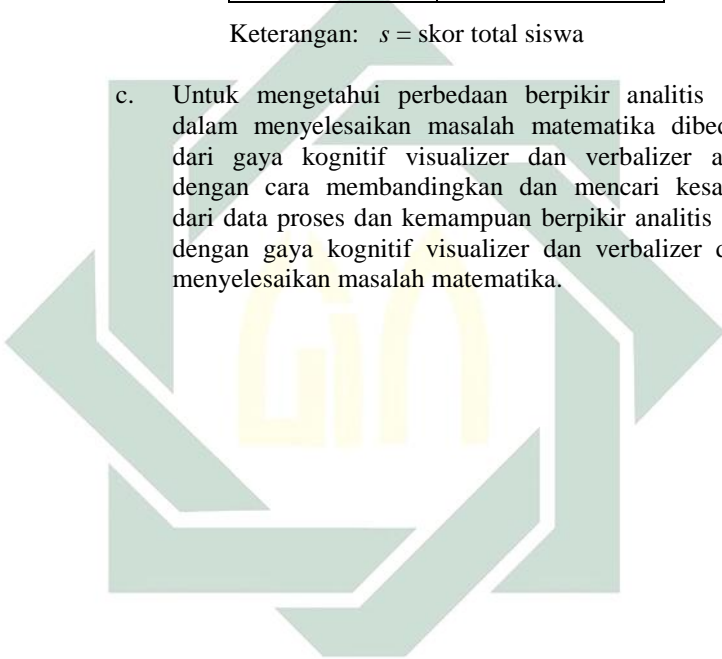 Keterangan: s = skor total siswa
c. Untuk mengetahui perbedaan berpikir analitis
dalam menyelesaikan masalah matematika
dari gaya kognitif visualizer dan verbalizer
dengan cara membandingkan dan mencari
dari data proses dan kemampuan berpikir analitis
dengan gaya kognitif visualizer dan verbalizer
menyelesaikan masalah matematika.